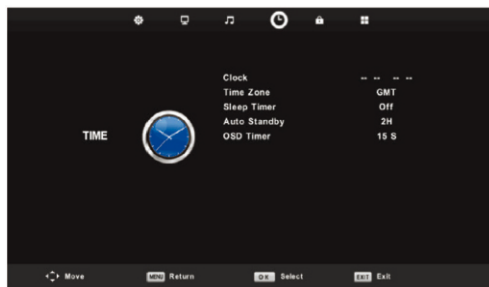 Clock -- -- -- --
Time Zone GMT
Sleep Timer Off
Auto Standby 2H
TIME
OSD Timer 15 S
Move MENU Return OK Select EXIT Exit